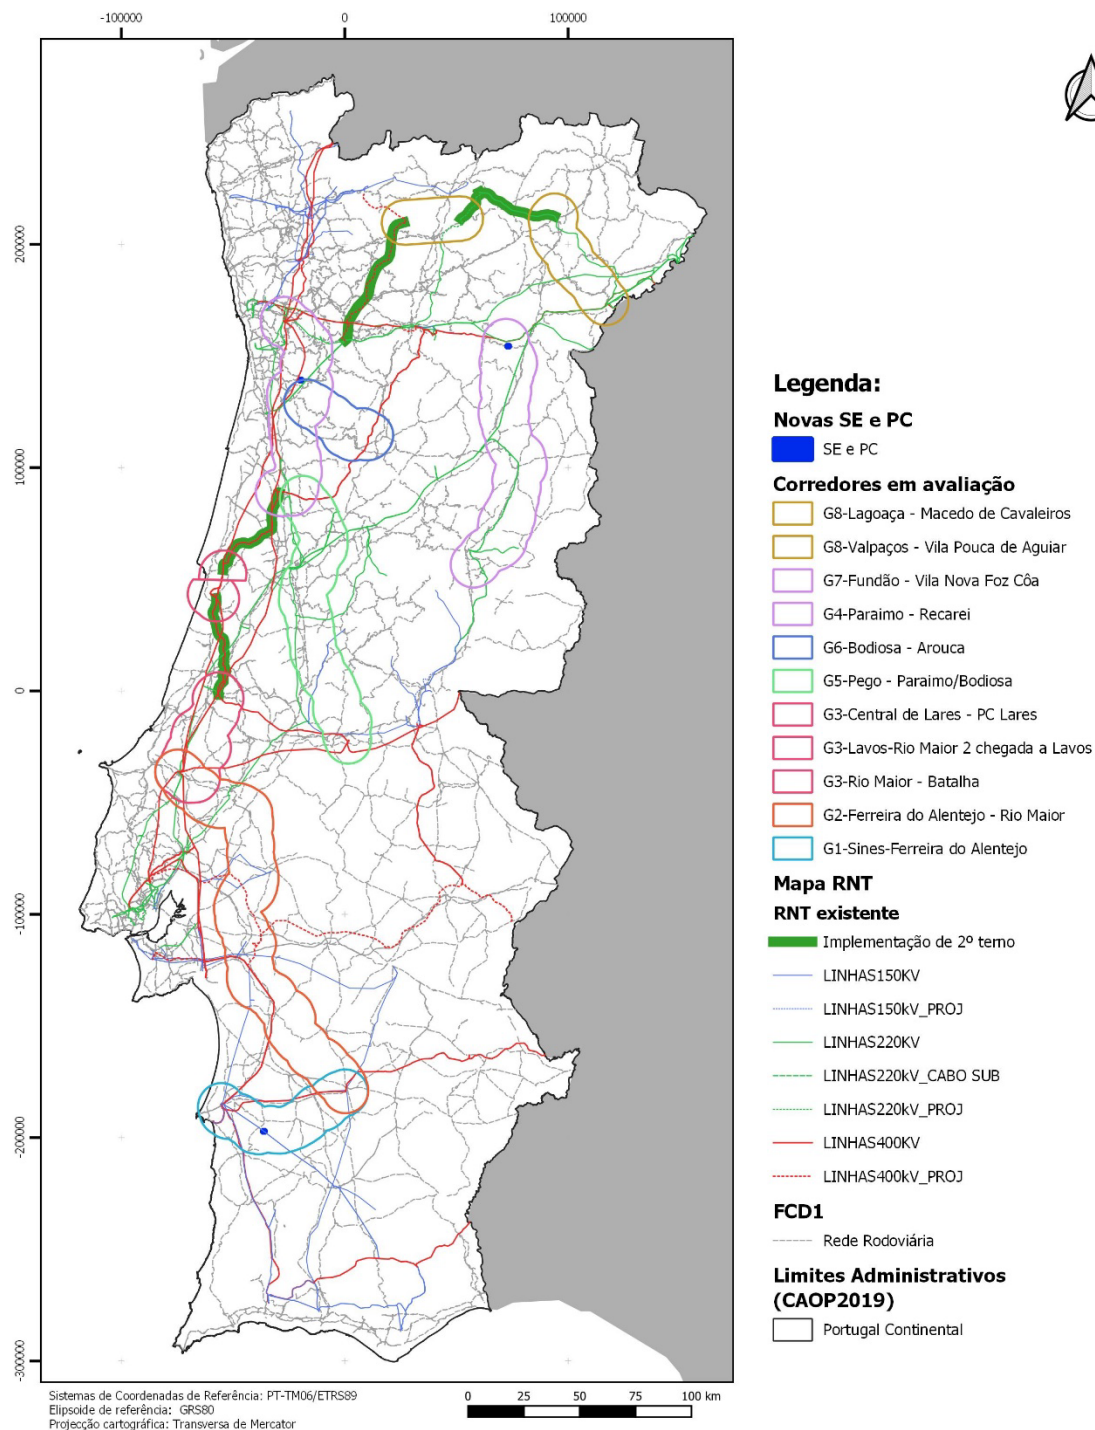 -100000
0
100000
200000
100000
0
-100000
-200000
-300000
Legenda:
Novas SE e PC
SE e PC
Corredores em avaliação
G8-Lagoaça - Macedo de Cavaleiros
G8-Valpaços - Vila Pouca de Aguiar
G7-Fundão - Vila Nova Foz Côa
G4-Paraimo - Recarei
G6-Bodiosa - Arouca
G5-Pego - Paraimo/Bodiosa
G3-Central de Lares - PC Lares
G3-Lavos-Rio Maior 2 chegada a Lavos
G3-Rio Maior - Batalha
G2-Ferreira do Alentejo - Rio Maior
G1-Sines-Ferreira do Alentejo
Mapa RNT
RNT existente
Implementação de 2º terno
LINHAS150KV
LINHAS150kV_PROJ
LINHAS220KV
LINHAS220kV_CABO SUB
LINHAS220kV_PROJ
LINHAS400KV
LINHAS400kV_PROJ
FCD1
Rede Rodoviária
Limites Administrativos
(CAOP2019)
Portugal Continental
Sistemas de Coordenadas de Referência: PT-TM06/ETRS89
Elipsoide de referência: GRS80
Projecção cartográfica: Transversa de Mercator
0 25 50 75 100 km